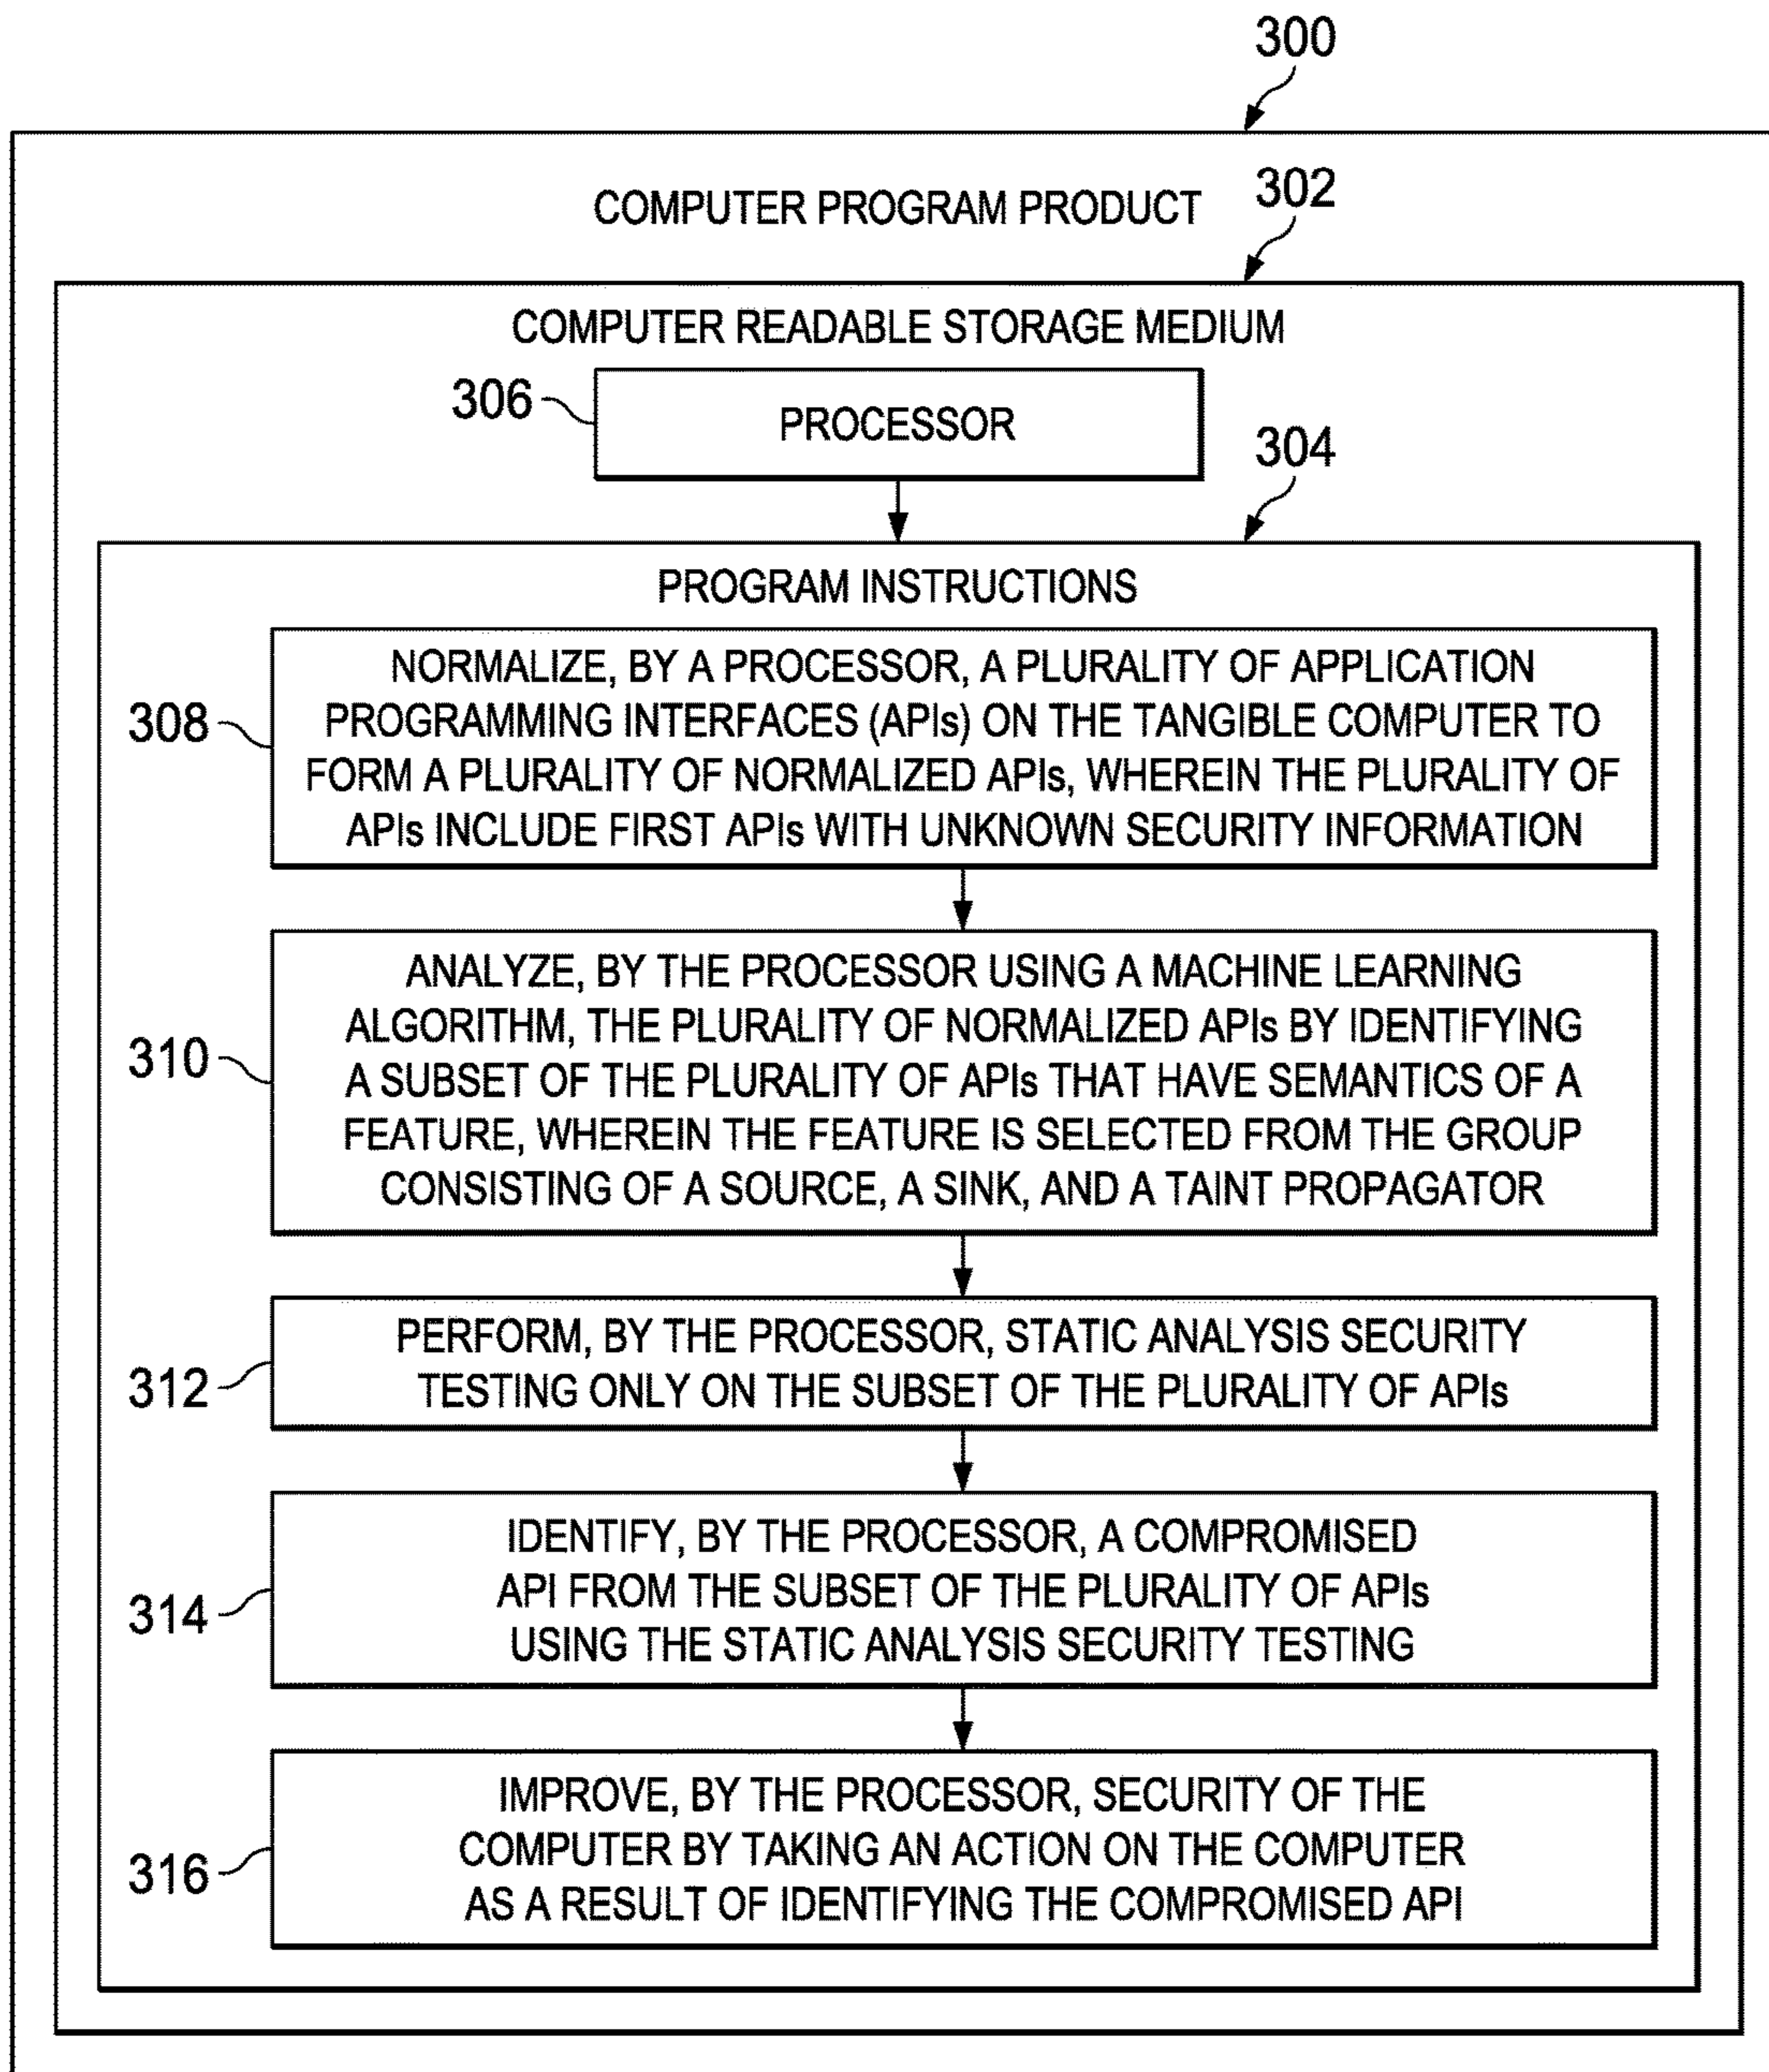 300
COMPUTER PROGRAM PRODUCT
302
COMPUTER READABLE STORAGE MEDIUM
306
PROCESSOR
304
PROGRAM INSTRUCTIONS
308
NORMALIZE, BY A PROCESSOR, A PLURALITY OF APPLICATION
PROGRAMMING INTERFACES (APIs) ON THE TANGIBLE COMPUTER TO
FORM A PLURALITY OF NORMALIZED APIs, WHEREIN THE PLURALITY OF
APIs INCLUDE FIRST APIs WITH UNKNOWN SECURITY INFORMATION
310
ANALYZE, BY THE PROCESSOR USING A MACHINE LEARNING
ALGORITHM, THE PLURALITY OF NORMALIZED APIs BY IDENTIFYING
A SUBSET OF THE PLURALITY OF APIs THAT HAVE SEMANTICS OF A
FEATURE, WHEREIN THE FEATURE IS SELECTED FROM THE GROUP
CONSISTING OF A SOURCE, A SINK, AND A TAINT PROPAGATOR
312
PERFORM, BY THE PROCESSOR, STATIC ANALYSIS SECURITY
TESTING ONLY ON THE SUBSET OF THE PLURALITY OF APIs
314
IDENTIFY, BY THE PROCESSOR, A COMPROMISED
API FROM THE SUBSET OF THE PLURALITY OF APIs
USING THE STATIC ANALYSIS SECURITY TESTING
316
IMPROVE, BY THE PROCESSOR, SECURITY OF THE
COMPUTER BY TAKING AN ACTION ON THE COMPUTER
AS A RESULT OF IDENTIFYING THE COMPROMISED API